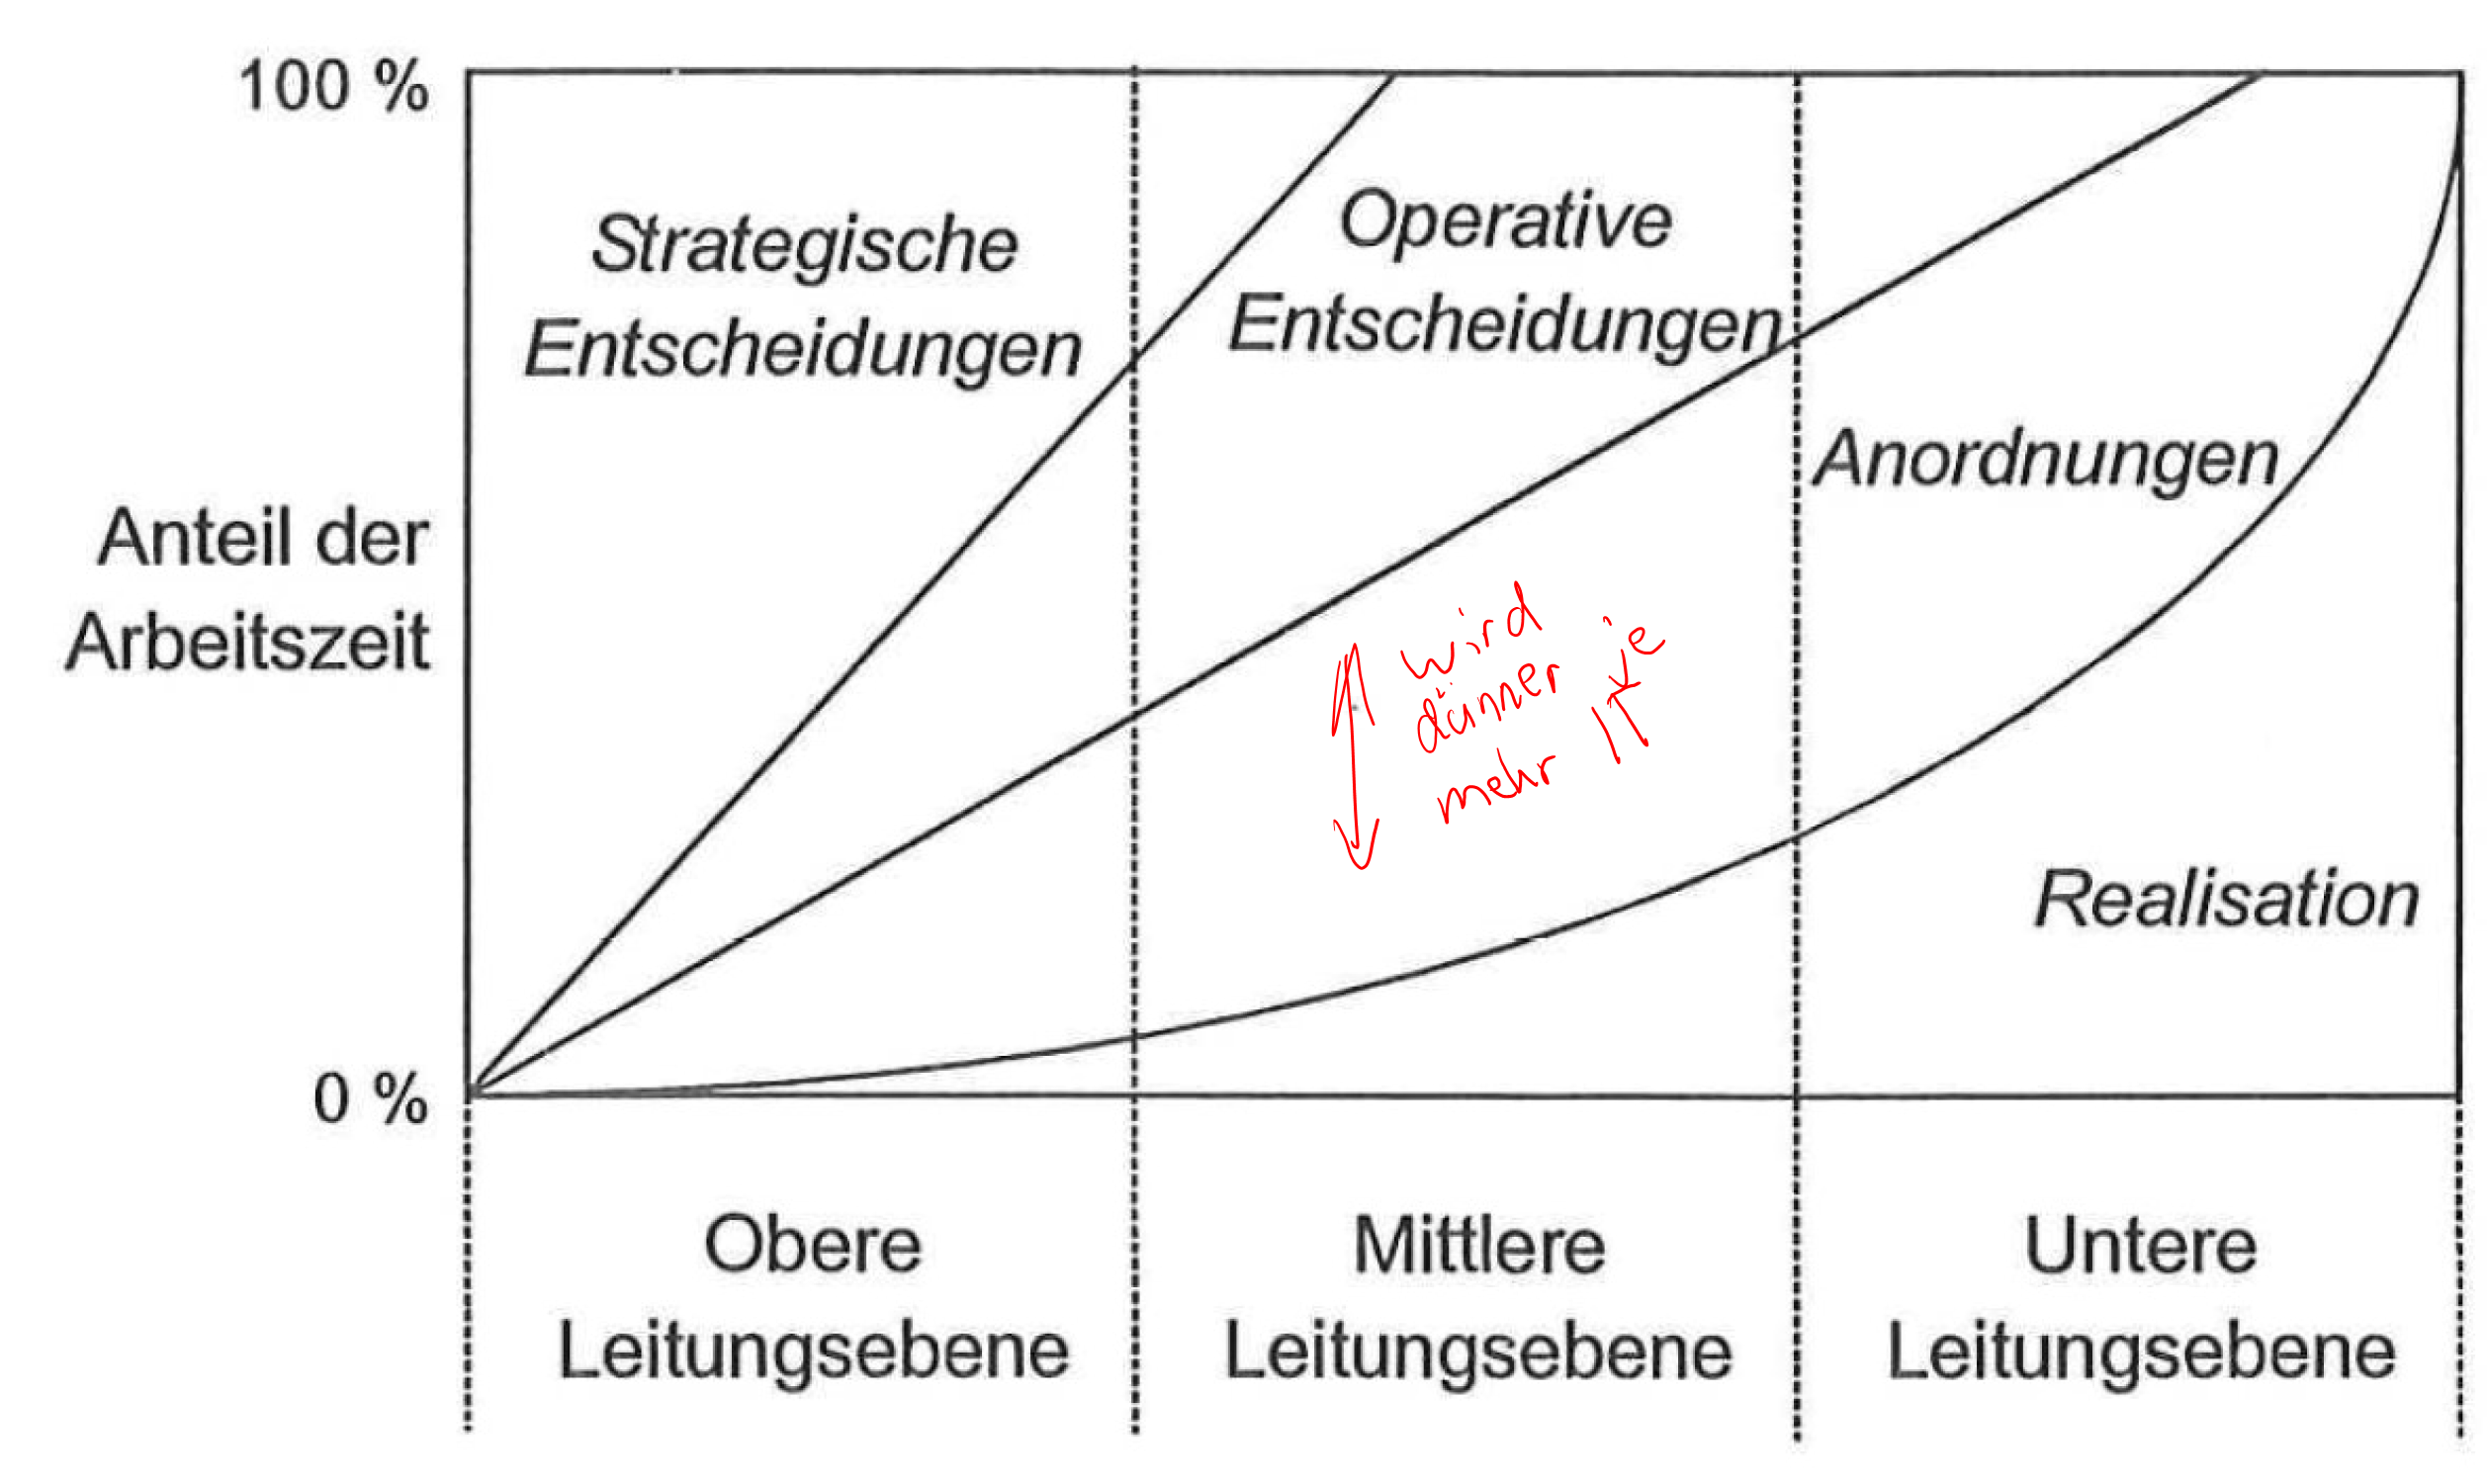 100 %
Strategische
Entscheidungen
Operative
Entscheidungen
Anordnungen
Anteil der
Arbeitszeit
wird
dünner je
mehr IT
Realisation
0 %
Obere
Leitungsebene
Mittlere
Leitungsebene
Untere
Leitungsebene